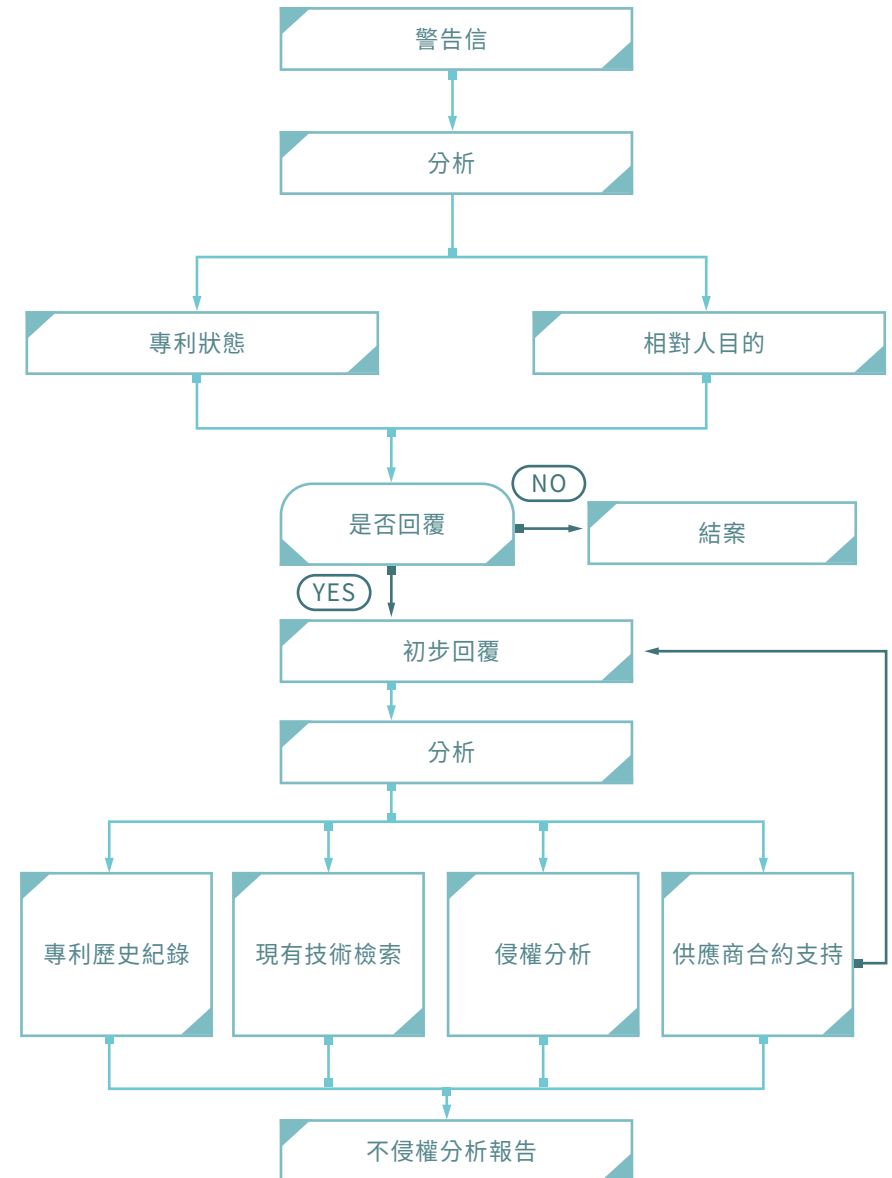 警告信
分析
專利狀態
相對人目的
是否回覆
NO
結案
YES
初步回覆
分析
專利歷史紀錄
現有技術檢索
侵權分析
供應商合約支持
不侵權分析報告